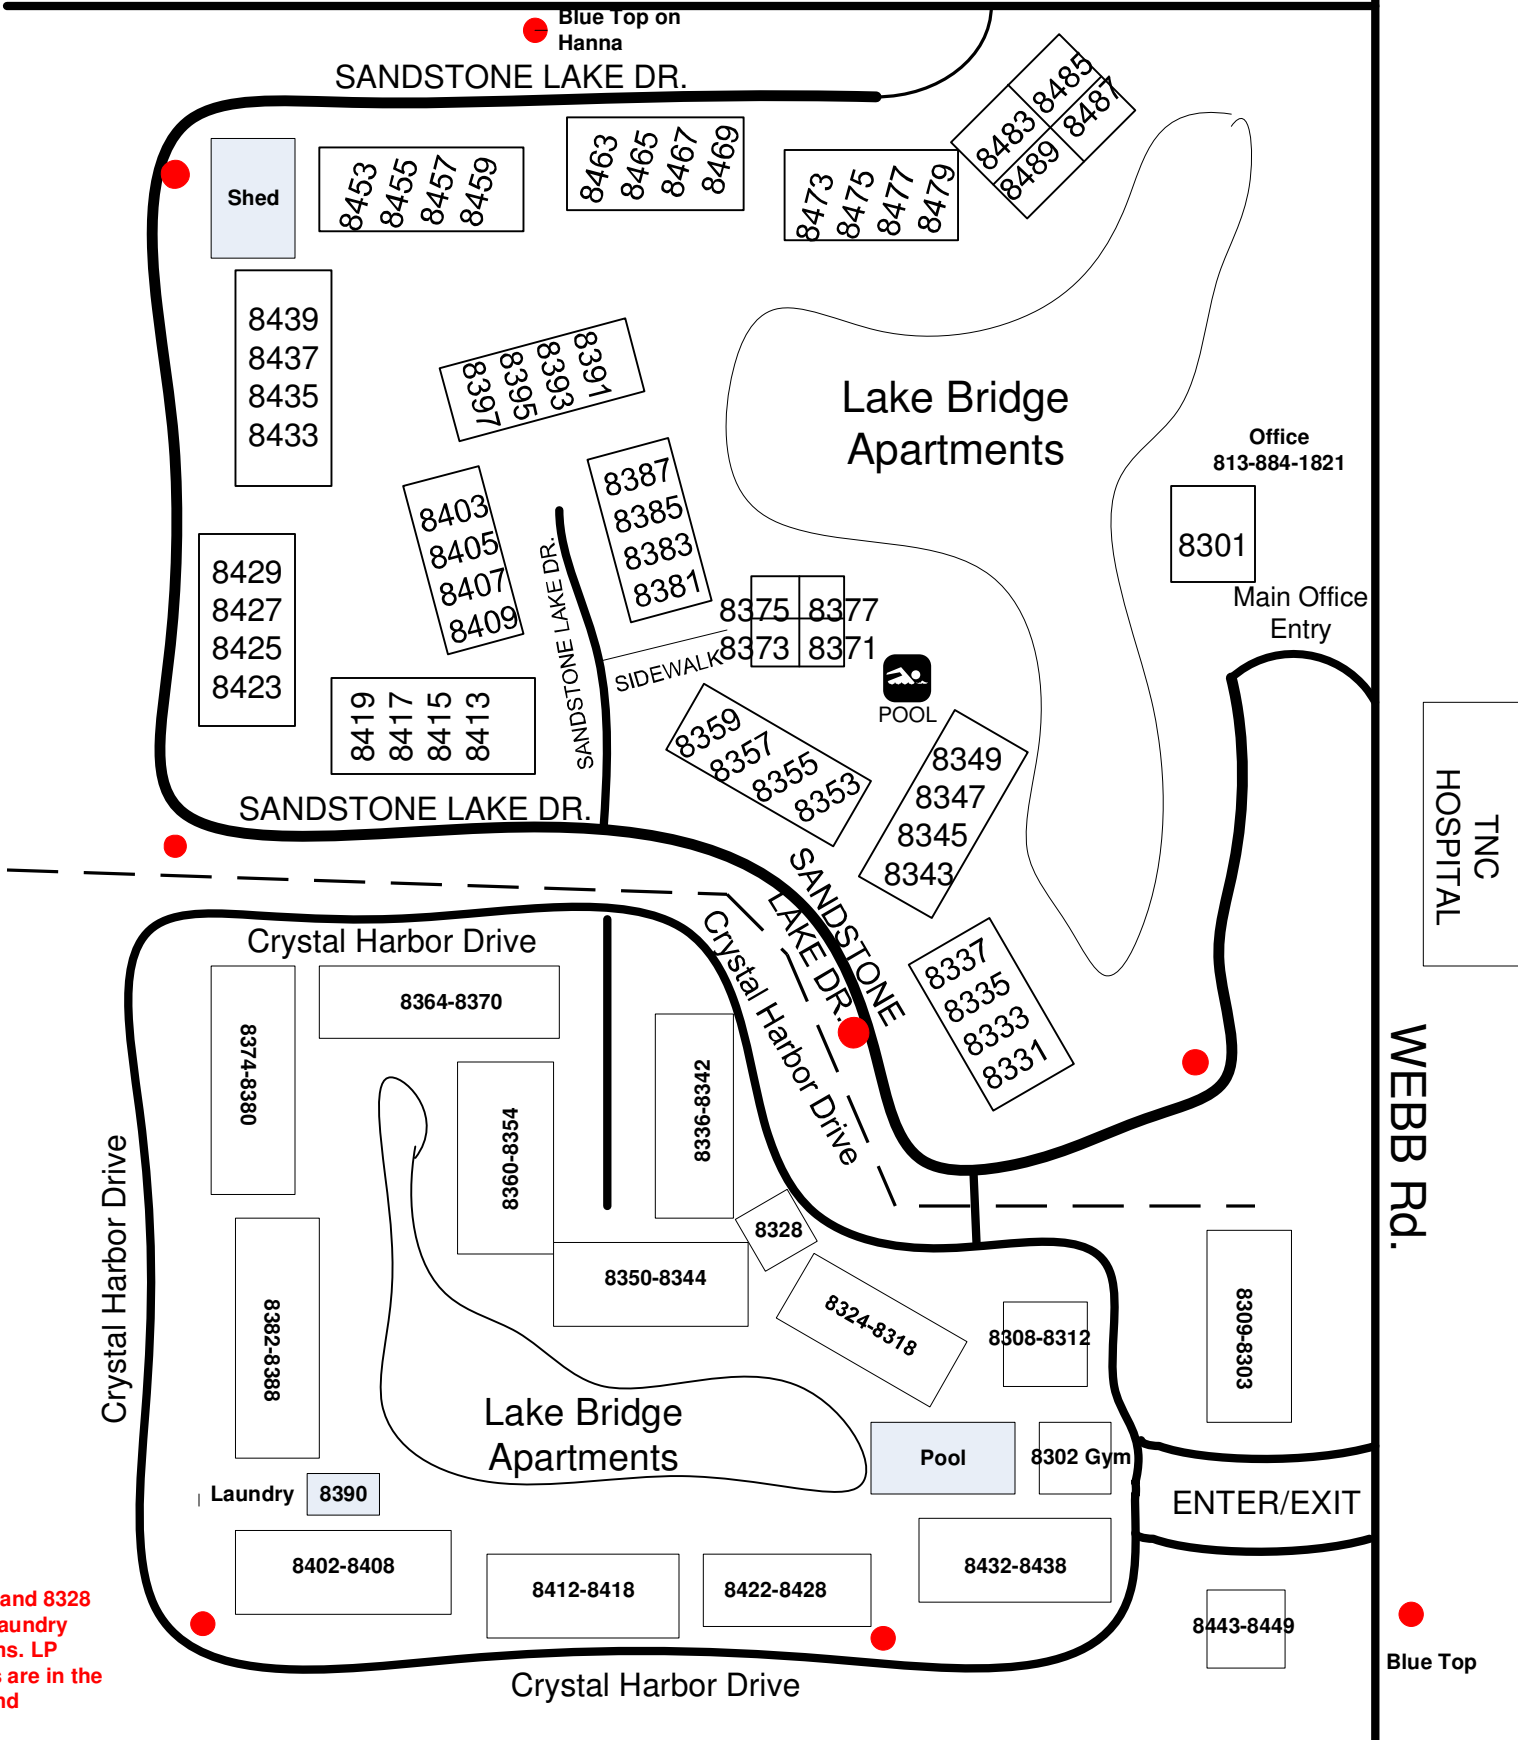 Blue Top on
Hanna
SANDSTONE LAKE DR.
8485
8487
8483
8489
Shed
8453
8455
8457
8459
8463
8465
8467
8469
8473
8475
8477
8479
8439
8437
8435
8433
8397
8395
8393
8391
Lake Bridge
Apartments
Office
813-884-1821
8301
Main Office
Entry
8387
8385
8383
8381
8403
8405
8407
8409
SANDSTONE LAKE DR.
8429
8427
8425
8423
8375 8377
8373 8371
SIDEWALK
POOL
8419
8417
8415
8413
8359
8357
8355
8353
8349
8347
8345
8343
TNC
HOSPITAL
SANDSTONE LAKE DR.
SANDSTONE
LAKE DR.
Crystal Harbor Drive
Crystal Harbor Drive
8337
8335
8333
8331
8364-8370
8374-8380
8360-8354
8336-8342
WEBB Rd.
Crystal Harbor Drive
8328
8350-8344
8382-8388
8324-8318
8308-8312
8309-8303
Lake Bridge
Apartments
Pool
8302 Gym
Laundry
8390
ENTER/EXIT
8402-8408
8412-8418
8422-8428
8432-8438
8443-8449
and 8328
aundry
ns. LP
s are in the
nd
Blue Top
Crystal Harbor Drive